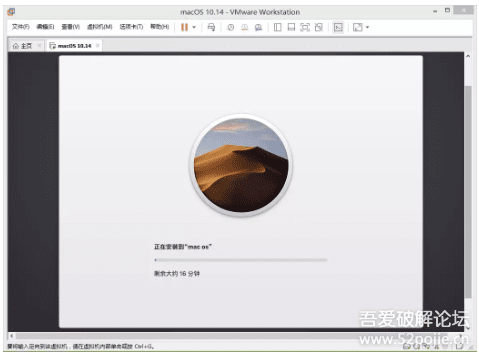 macOS 10.14 - VMware Workstation
文件(F) 编辑(E) 查看(V) 虚拟机(M) 选项卡(T) 帮助(H)
主页 macOS 10.14
正在安装到“mac os”
剩余大约 16 分钟
要将输入定向到该虚拟机，请在虚拟机内部单击或按 Ctrl+G。
吾爱破解论坛
www.52pojie.cn